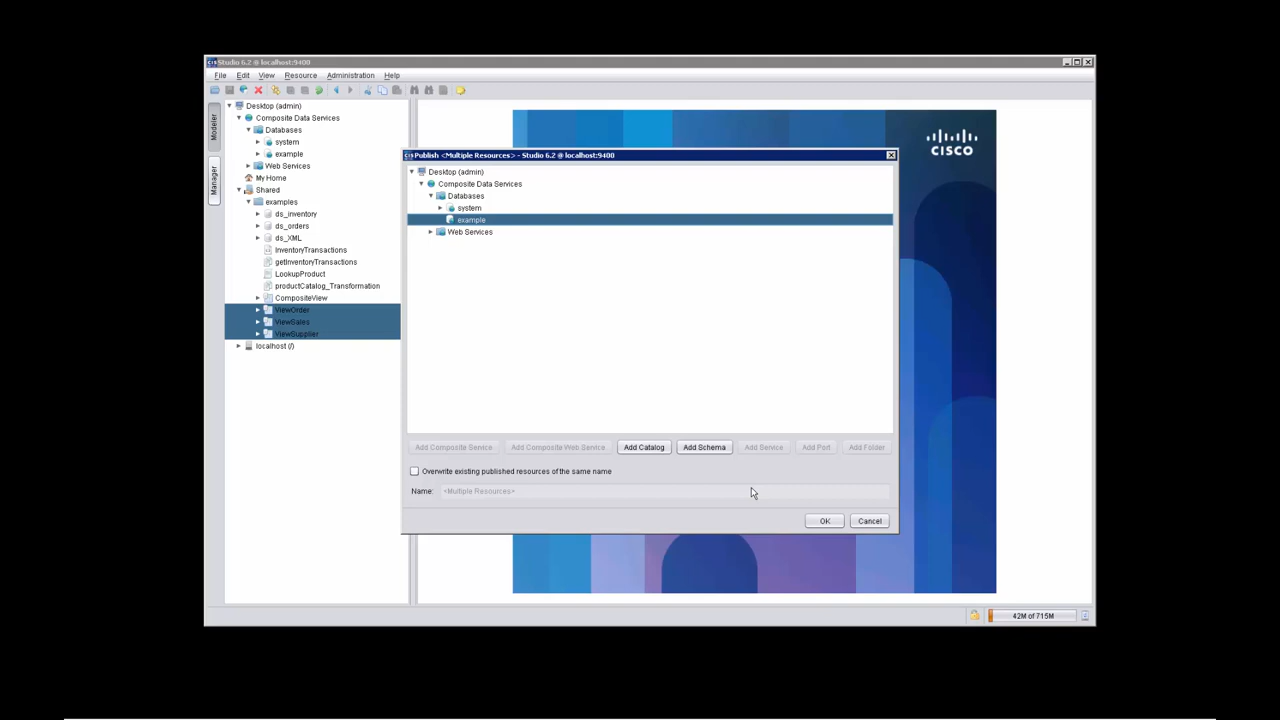 Studio 6.2 @ localhost:9400
File Edit View Resource Administration Help
Modeler
Manager
Desktop (admin)
Composite Data Services
Databases
system
example
Web Services
My Home
Shared
examples
ds_inventory
ds_orders
ds_XML
InventoryTransactions
getInventoryTransactions
LookupProduct
productCatalog_Transformation
CompositeView
ViewOrder
ViewSales
ViewSupplier
localhost (/)
CISCO
Publish <Multiple Resources> - Studio 6.2 @ localhost:9400
Desktop (admin)
Composite Data Services
Databases
system
example
Web Services
Add Composite Service Add Composite Web Service Add Catalog Add Schema Add Service Add Port Add Folder
Overwrite existing published resources of the same name
Name: <Multiple Resources>
OK Cancel
42M of 715M